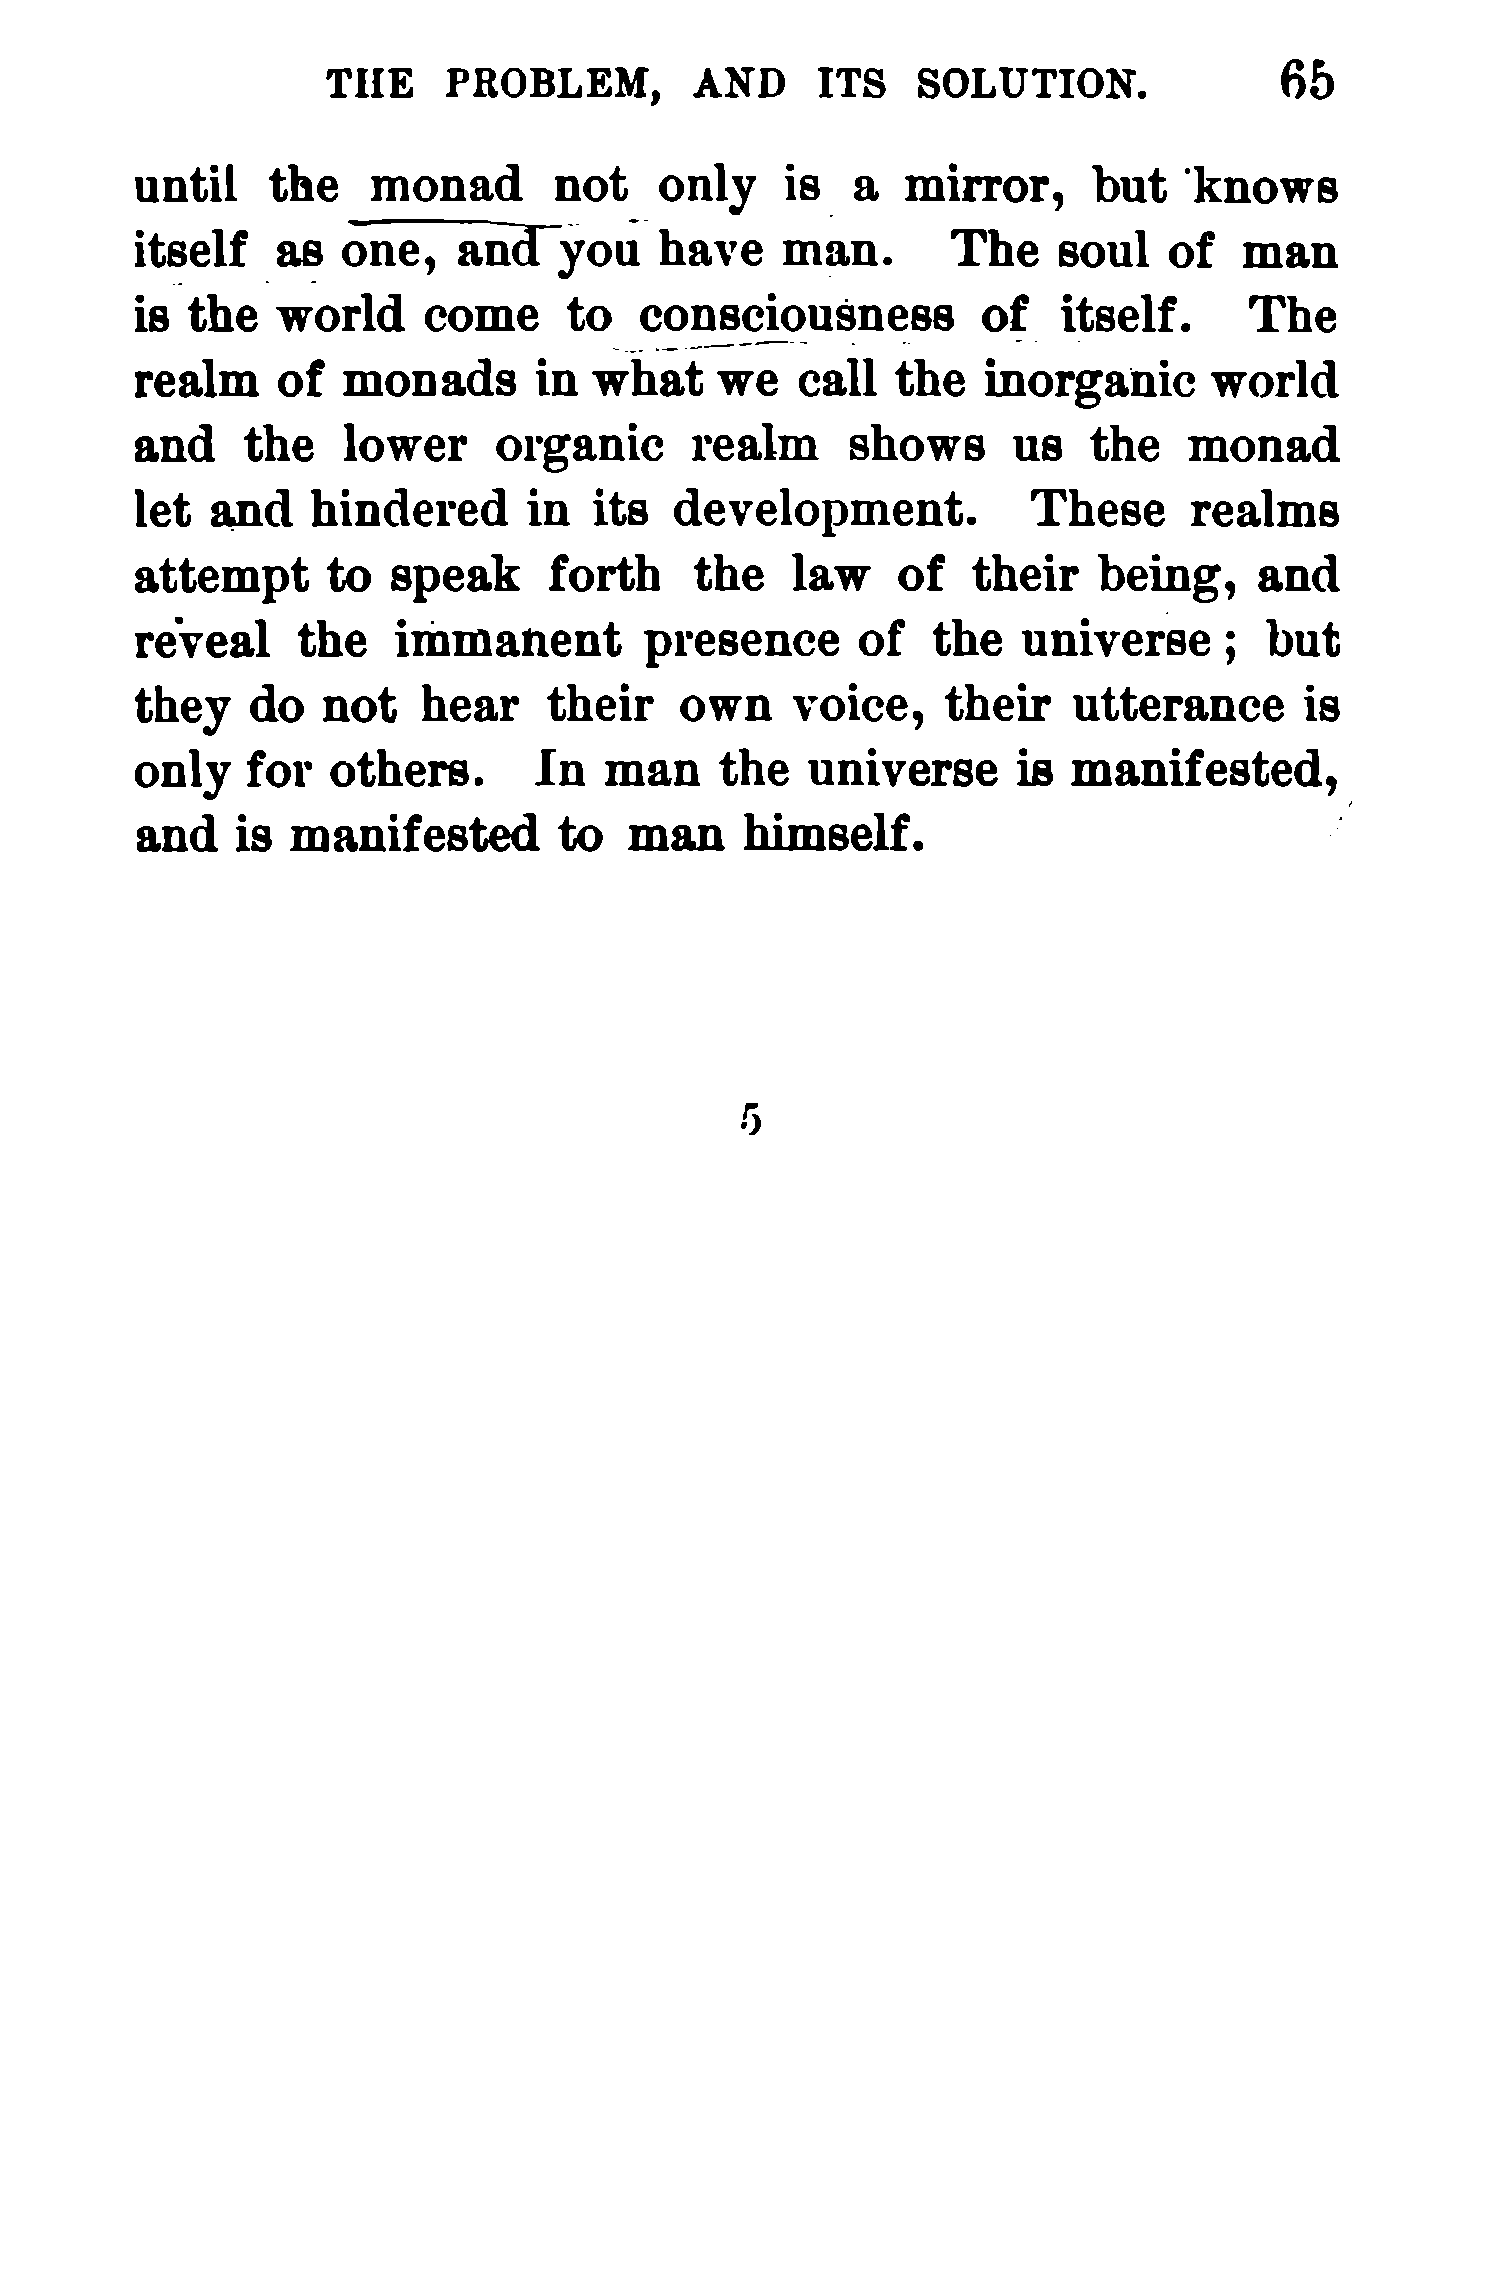 THE PROBLEM, AND ITS SOLUTION. 65
until the monad not only is a mirror, but knows
itself as one, and you have man. The soul of man
is the world come to consciousness of itself. The
realm of monads in what we call the inorganic world
and the lower organic realm shows us the monad
let and hindered in its development. These realms
attempt to speak forth the law of their being, and
reveal the immanent presence of the universe; but
they do not hear their own voice, their utterance is
only for others. In man the universe is manifested,
and is manifested to man himself.
5